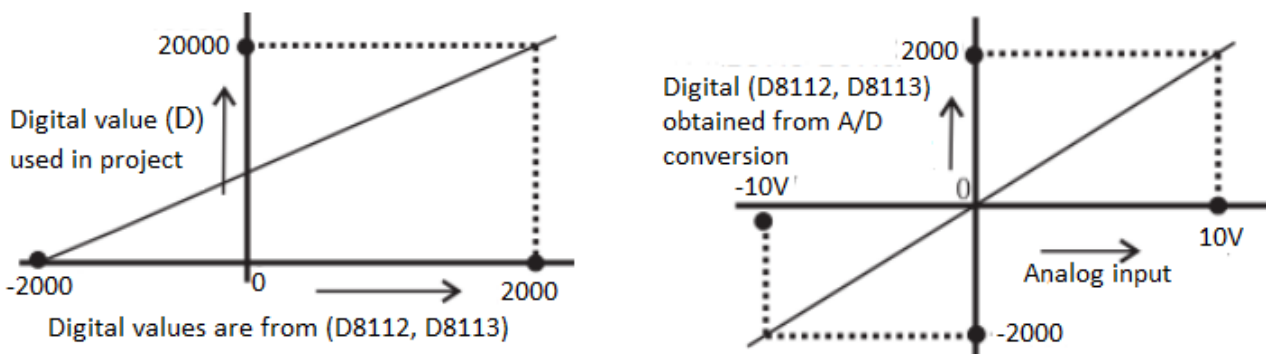 20000
Digital value (D)
used in project
-2000
0
2000
Digital values are from (D8112, D8113)
2000
Digital (D8112, D8113)
obtained from A/D
conversion
-10V
0
10V
Analog input
-2000